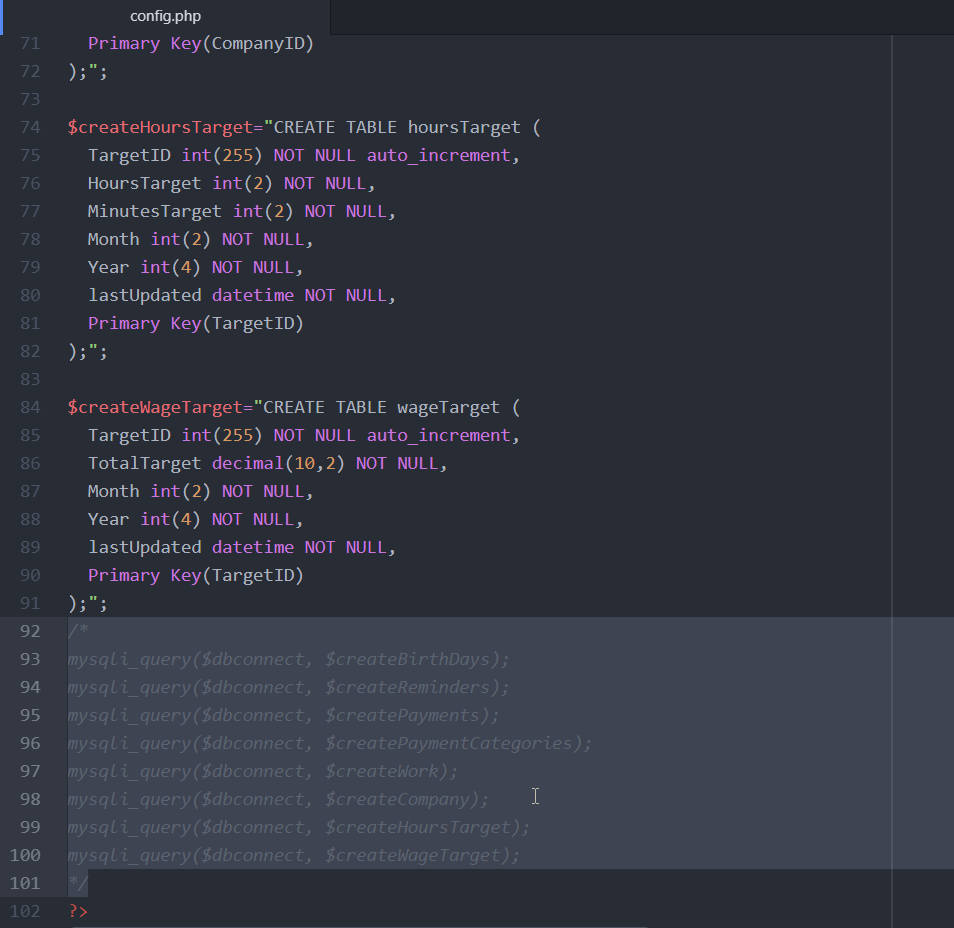 config.php
71 Primary Key(CompanyID)
72 );";
73
74 $createHoursTarget="CREATE TABLE hoursTarget (
75 TargetID int(255) NOT NULL auto_increment,
76 HoursTarget int(2) NOT NULL,
77 MinutesTarget int(2) NOT NULL,
78 Month int(2) NOT NULL,
79 Year int(4) NOT NULL,
80 lastUpdated datetime NOT NULL,
81 Primary Key(TargetID)
82 );";
83
84 $createWageTarget="CREATE TABLE wageTarget (
85 TargetID int(255) NOT NULL auto_increment,
86 TotalTarget decimal(10,2) NOT NULL,
87 Month int(2) NOT NULL,
88 Year int(4) NOT NULL,
89 lastUpdated datetime NOT NULL,
90 Primary Key(TargetID)
91 );";
92 /*
93 mysqli_query($dbconnect, $createBirthDays);
94 mysqli_query($dbconnect, $createReminders);
95 mysqli_query($dbconnect, $createPayments);
96 mysqli_query($dbconnect, $createPaymentCategories);
97 mysqli_query($dbconnect, $createWork);
98 mysqli_query($dbconnect, $createCompany);
99 mysqli_query($dbconnect, $createHoursTarget);
100 mysqli_query($dbconnect, $createWageTarget);
101 */
102 ?>